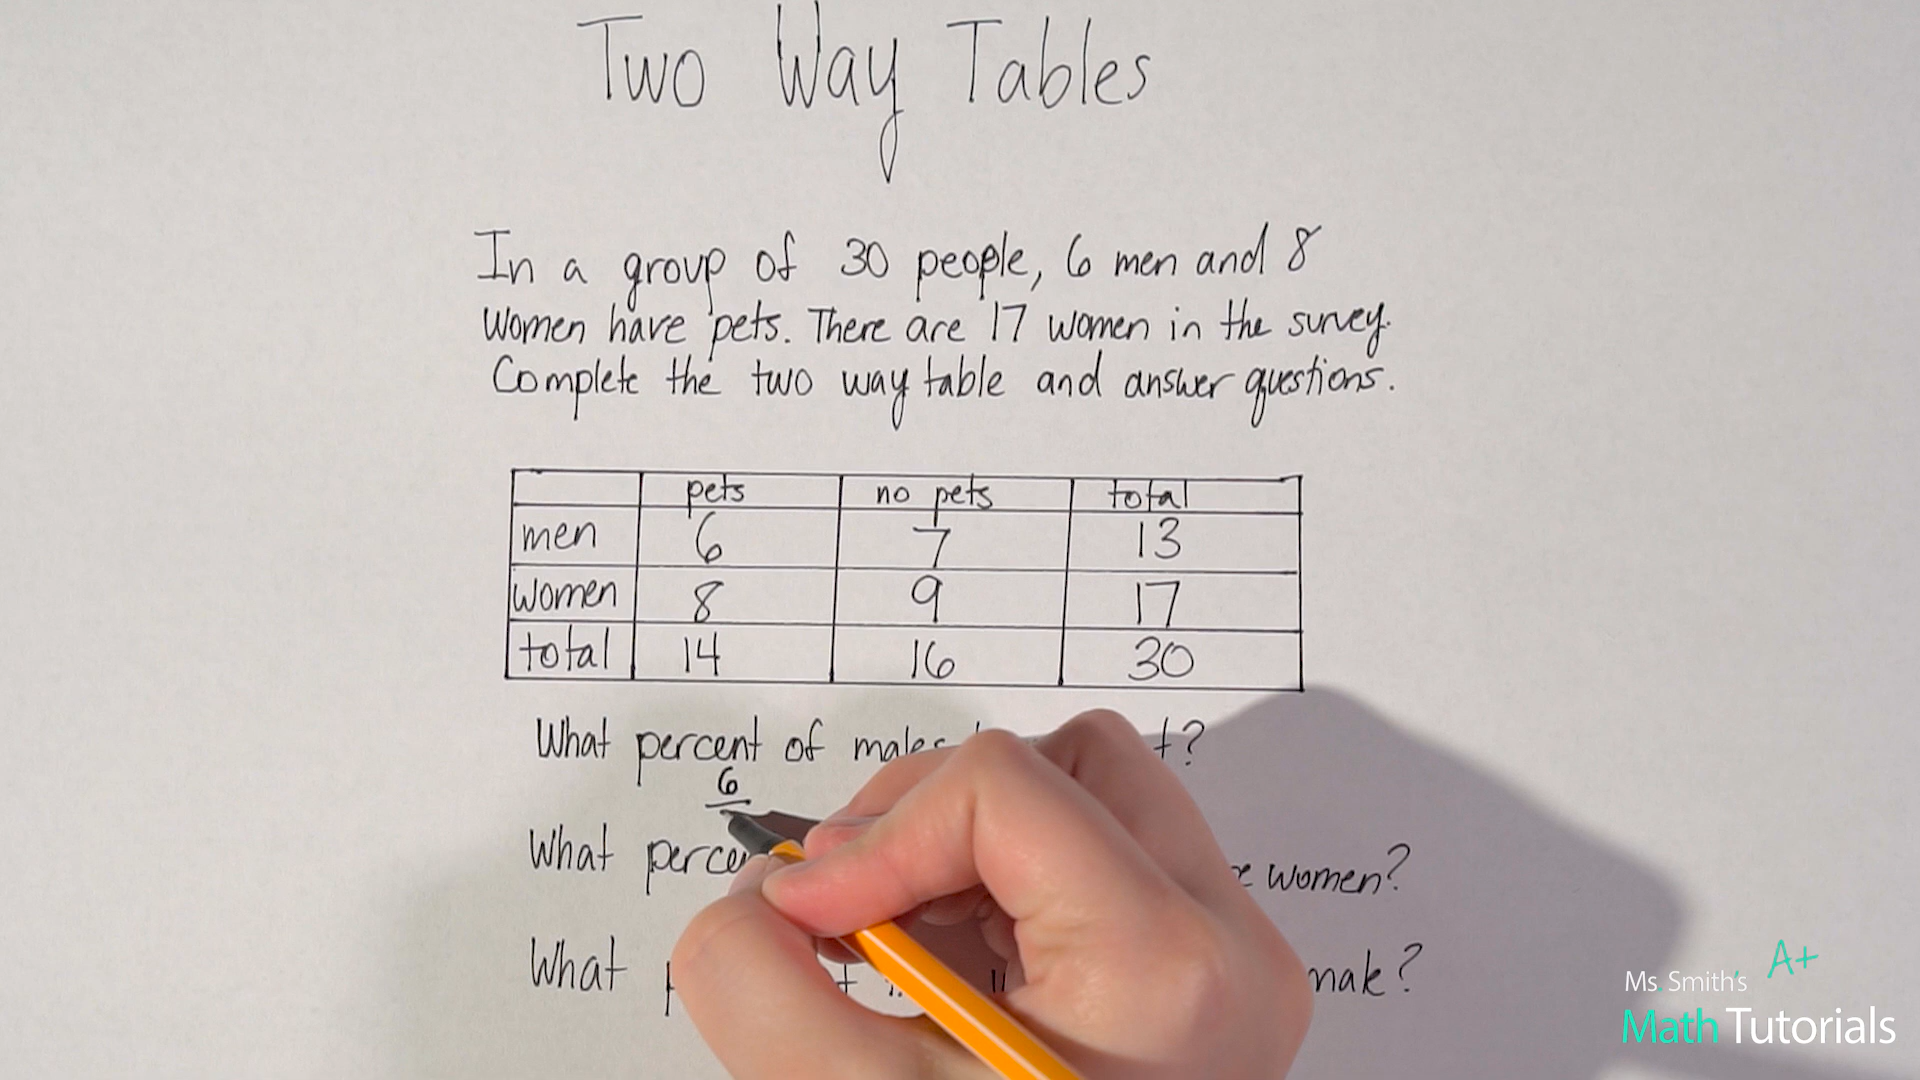 Two Way Tables
In a group of 30 people, 6 men and 8
women have pets. There are 17 women in the survey.
Complete the two way table and answer questions.
pets no pets total
men 6 7 13
women 8 9 17
total 14 16 30
What percent of males t?
6
What women?
What ?
Ms. Smith's A+
Math Tutorials